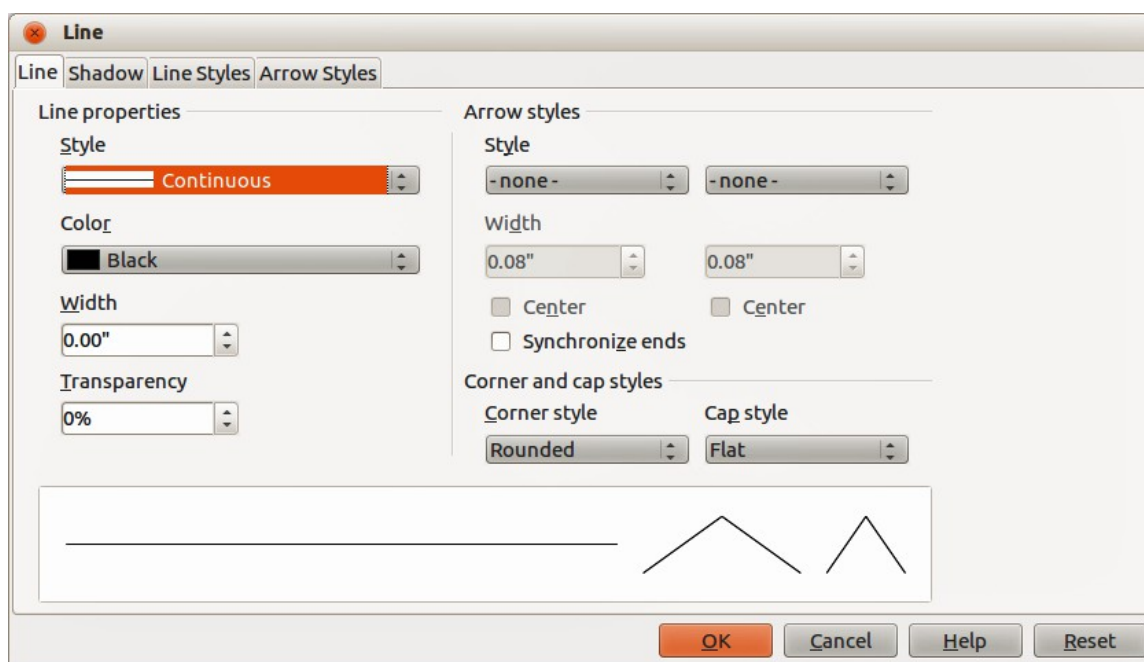 Line
Line Shadow Line Styles Arrow Styles
Line properties
Style
Continuous
Color
Black
Width
0.00"
Transparency
0%
Arrow styles
Style
-none- -none-
Width
0.08" 0.08"
Center Center
Synchronize ends
Corner and cap styles
Corner style Cap style
Rounded Flat
OK Cancel Help Reset